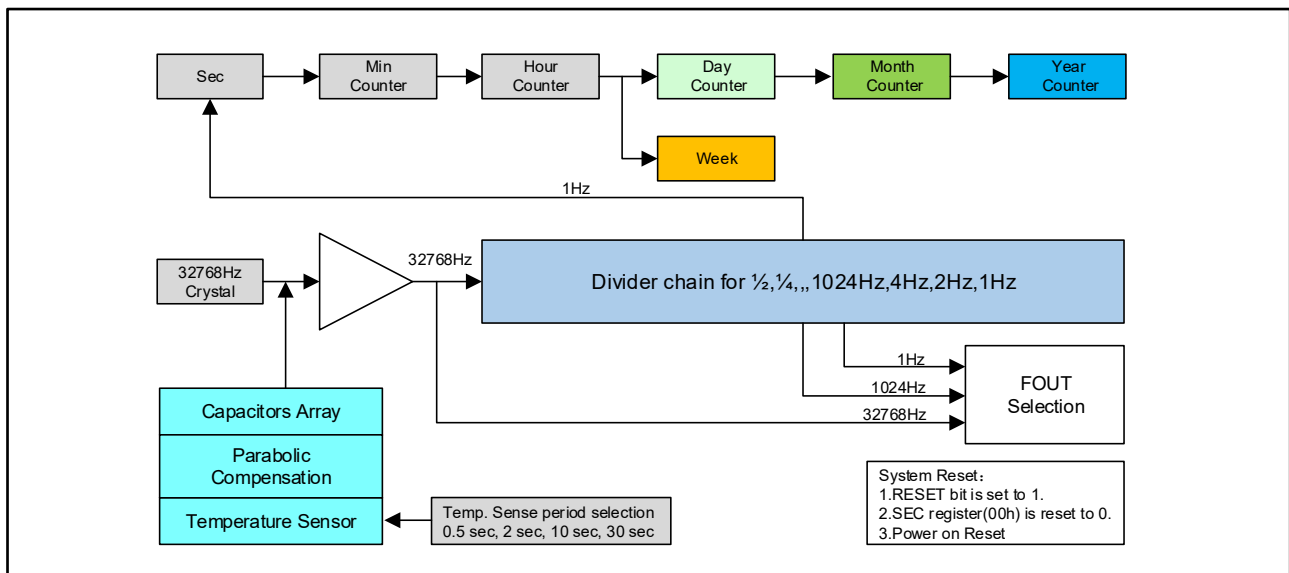 Sec
Min
Counter
Hour
Counter
Day
Counter
Month
Counter
Year
Counter
Week
1Hz
32768Hz
Crystal
32768Hz
Divider chain for ½,¼,,,1024Hz,4Hz,2Hz,1Hz
1Hz
1024Hz
32768Hz
FOUT
Selection
Capacitors Array
Parabolic
Compensation
Temperature Sensor
Temp. Sense period selection
0.5 sec, 2 sec, 10 sec, 30 sec
System Reset：
1.RESET bit is set to 1.
2.SEC register(00h) is reset to 0.
3.Power on Reset